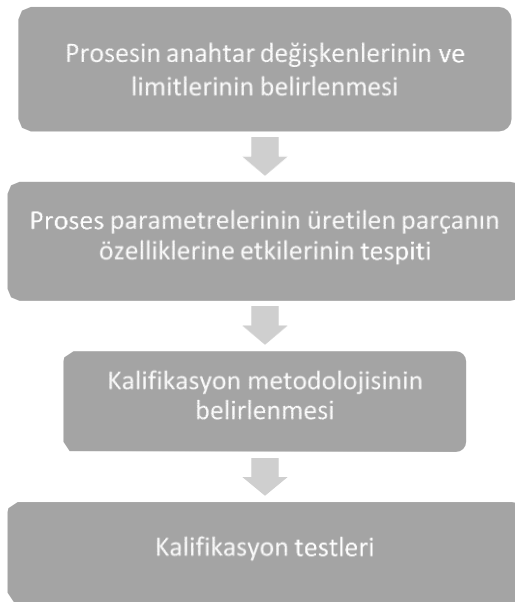 Prosesin anahtar değişkenlerinin ve
limitlerinin belirlenmesi
Proses parametrelerinin üretilen parçanın
özelliklerine etkilerinin tespiti
Kalifikasyon metodolojisinin
belirlenmesi
Kalifikasyon testleri